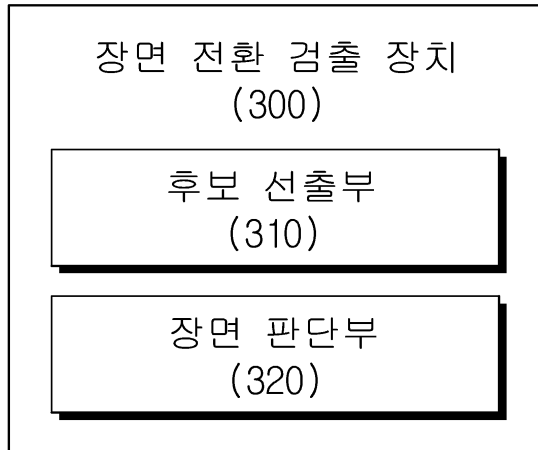 장면 전환 검출 장치
(300)
후보 선출부
(310)
장면 판단부
(320)